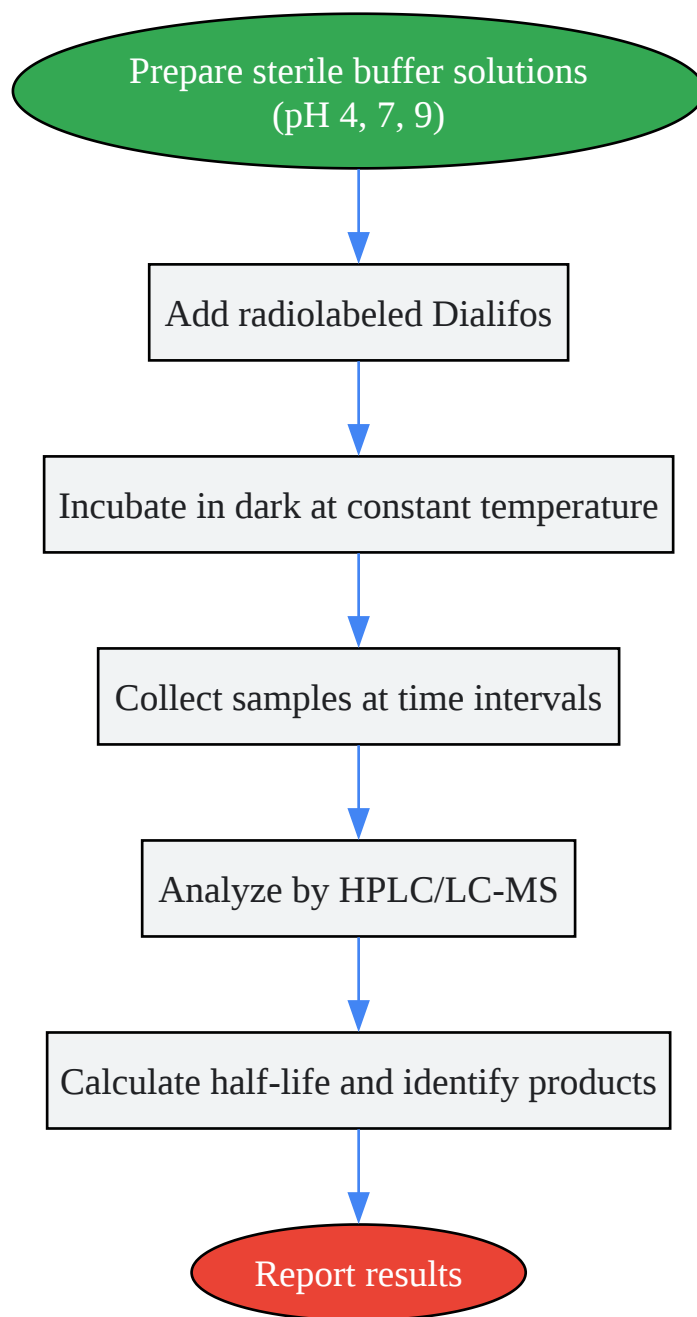 Prepare sterile buffer solutions
(pH 4, 7, 9)
Add radiolabeled Dialifos
Incubate in dark at constant temperature
Collect samples at time intervals
Analyze by HPLC/LC-MS
Calculate half-life and identify products
Report results